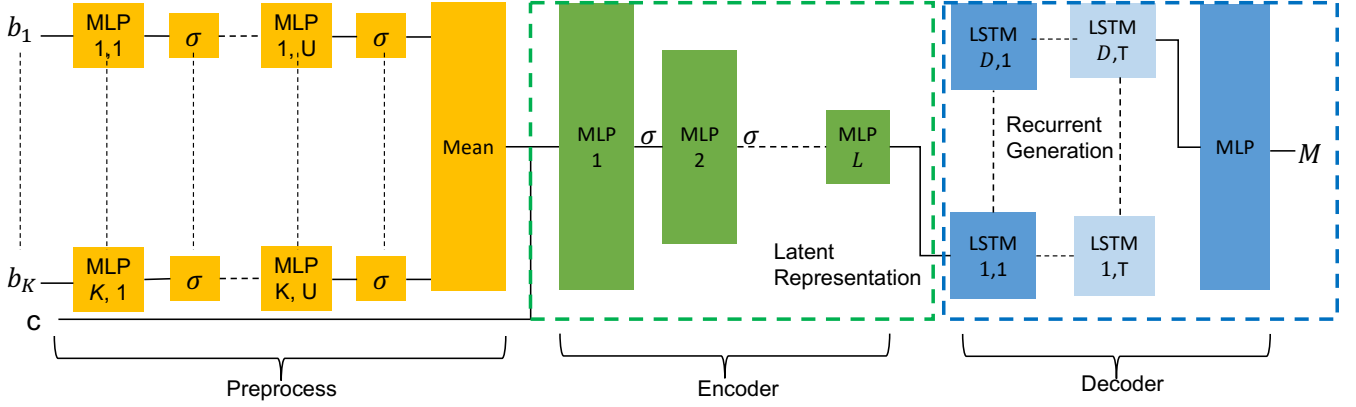 b₁
MLP
1,1
σ
MLP
1,,U
σ
Mean
b_K
MLP
K, 1
σ
MLP
K, U
σ
c
Preprocess
MLP
1
σ
MLP
2
σ
MLP
L
Latent
Representation
Encoder
LSTM
D,1
LSTM
D,T
Recurrent
Generation
LSTM
1,1
LSTM
1,T
MLP
M
Decoder